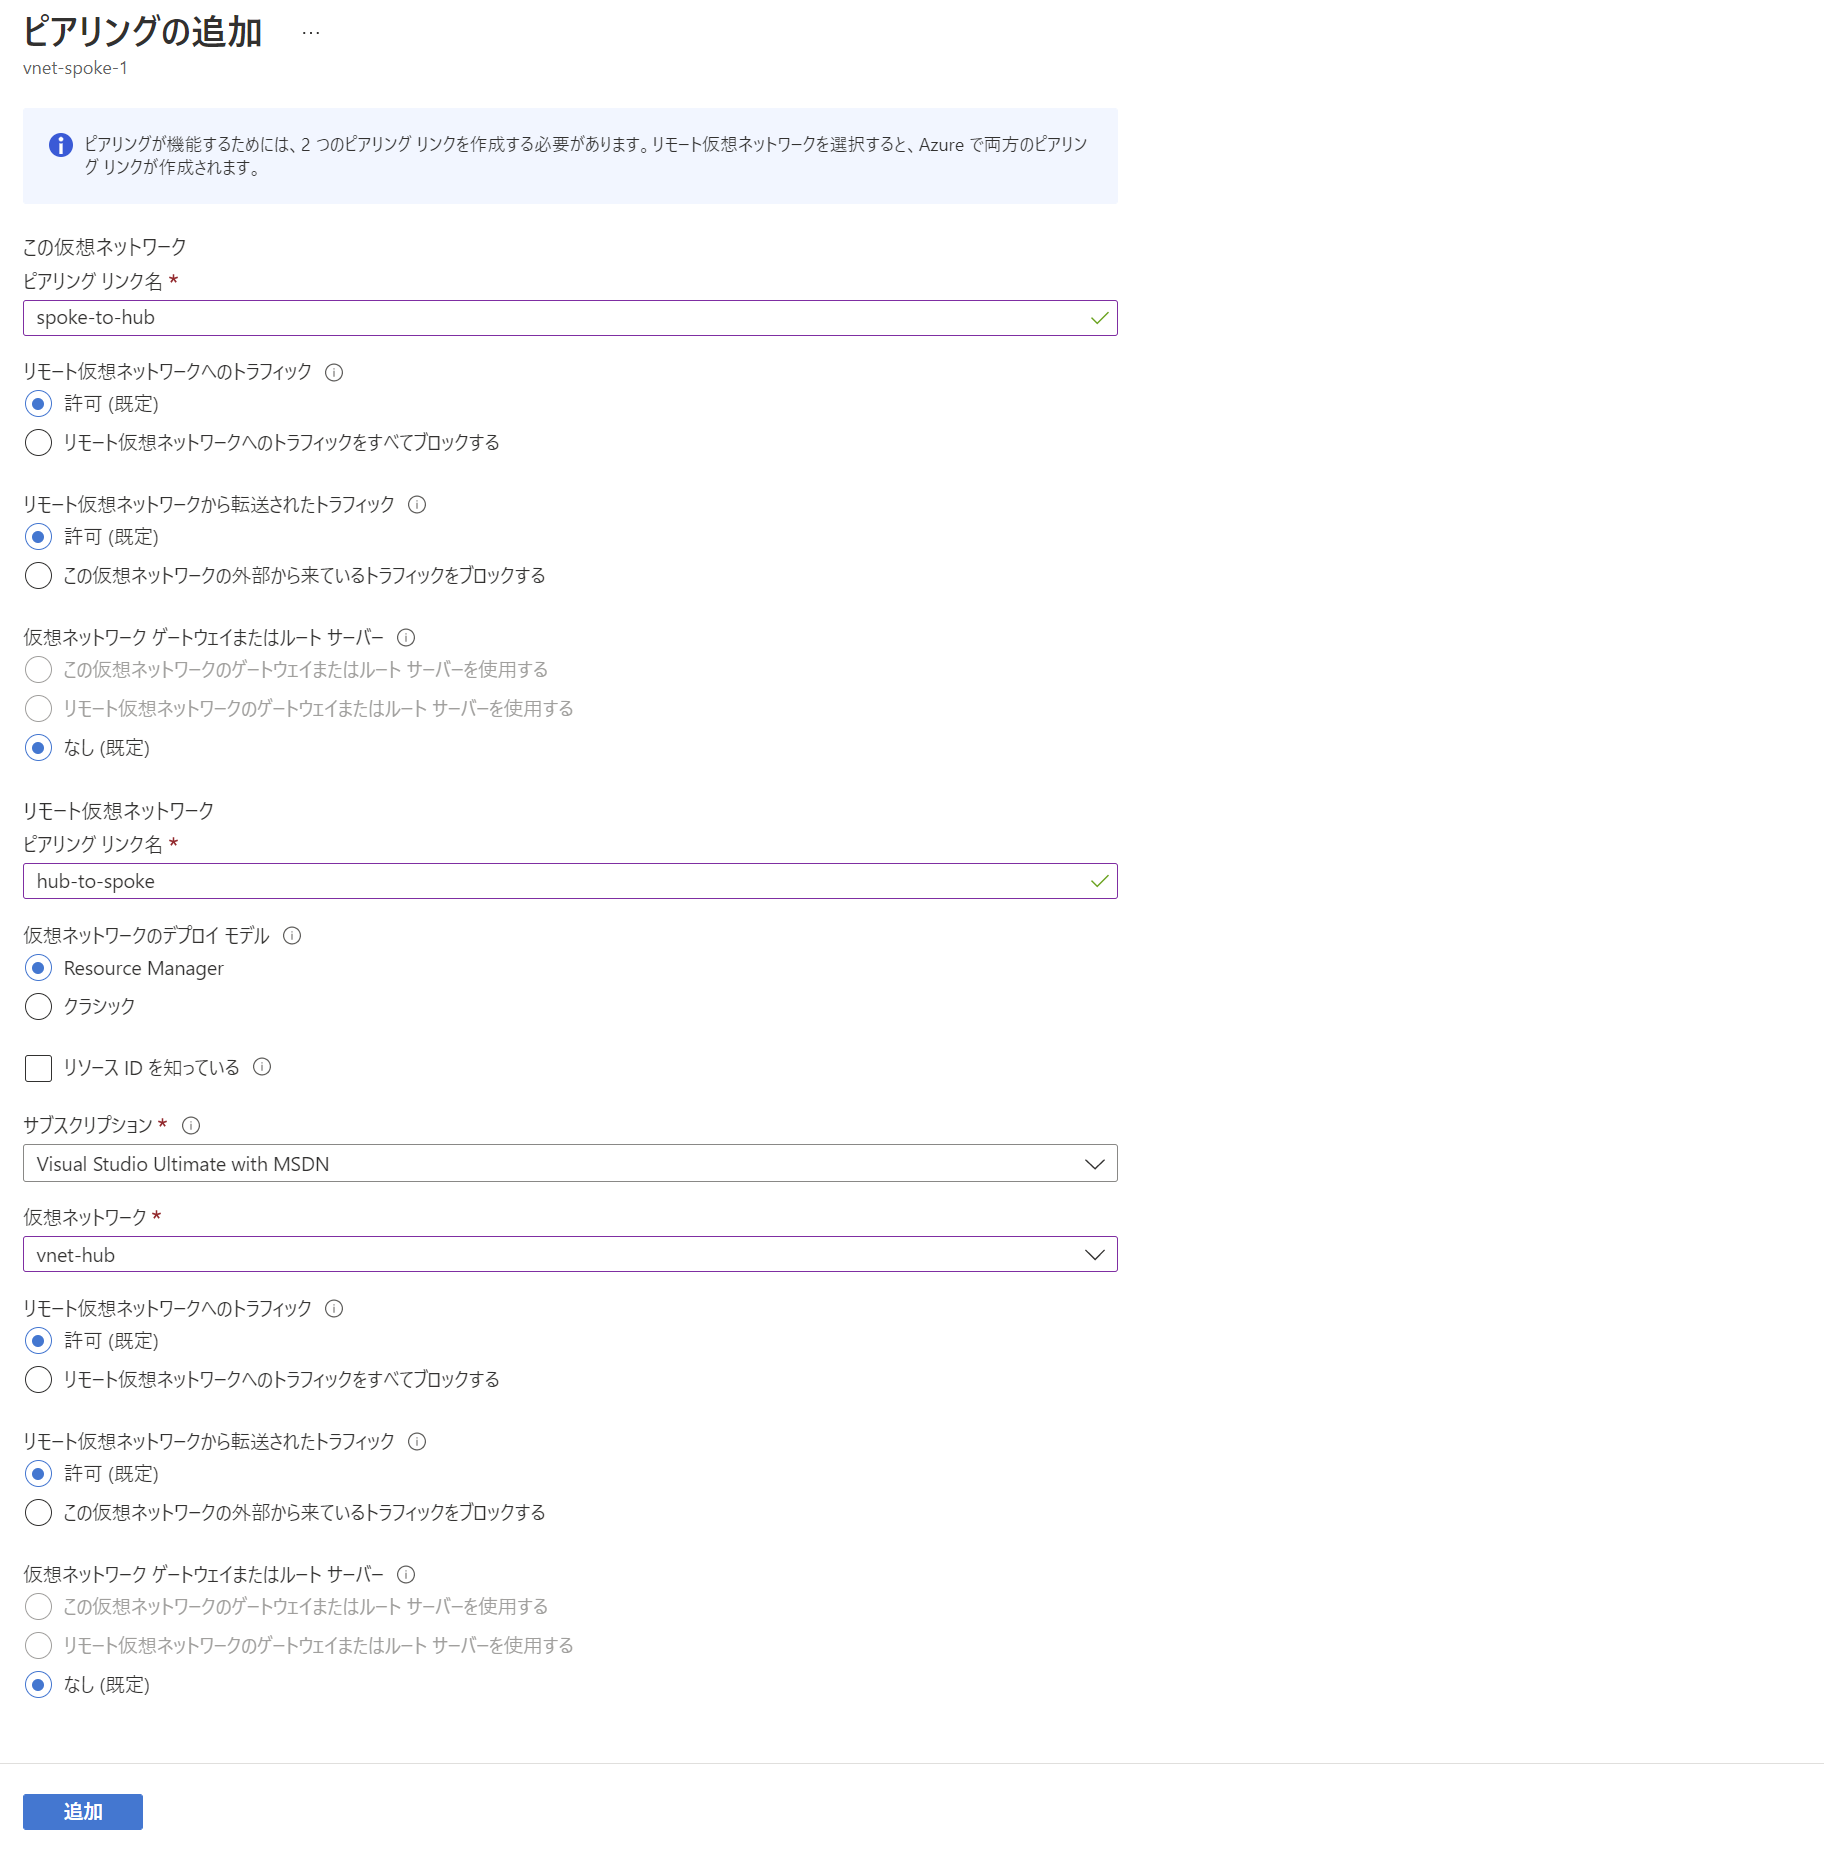 ピアリングの追加 …
vnet-spoke-1
ピアリングが機能するためには、2 つのピアリング リンクを作成する必要があります。リモート仮想ネットワークを選択すると、Azure で両方のピアリン
グ リンクが作成されます。
この仮想ネットワーク
ピアリング リンク名 *
spoke-to-hub
リモート仮想ネットワークへのトラフィック
許可 (既定)
リモート仮想ネットワークへのトラフィックをすべてブロックする
リモート仮想ネットワークから転送されたトラフィック
許可 (既定)
この仮想ネットワークの外部から来ているトラフィックをブロックする
仮想ネットワーク ゲートウェイまたはルート サーバー
この仮想ネットワークのゲートウェイまたはルート サーバーを使用する
リモート仮想ネットワークのゲートウェイまたはルート サーバーを使用する
なし (既定)
リモート仮想ネットワーク
ピアリング リンク名 *
hub-to-spoke
仮想ネットワークのデプロイ モデル
Resource Manager
クラシック
リソース ID を知っている
サブスクリプション *
Visual Studio Ultimate with MSDN
仮想ネットワーク *
vnet-hub
リモート仮想ネットワークへのトラフィック
許可 (既定)
リモート仮想ネットワークへのトラフィックをすべてブロックする
リモート仮想ネットワークから転送されたトラフィック
許可 (既定)
この仮想ネットワークの外部から来ているトラフィックをブロックする
仮想ネットワーク ゲートウェイまたはルート サーバー
この仮想ネットワークのゲートウェイまたはルート サーバーを使用する
リモート仮想ネットワークのゲートウェイまたはルート サーバーを使用する
なし (既定)
追加